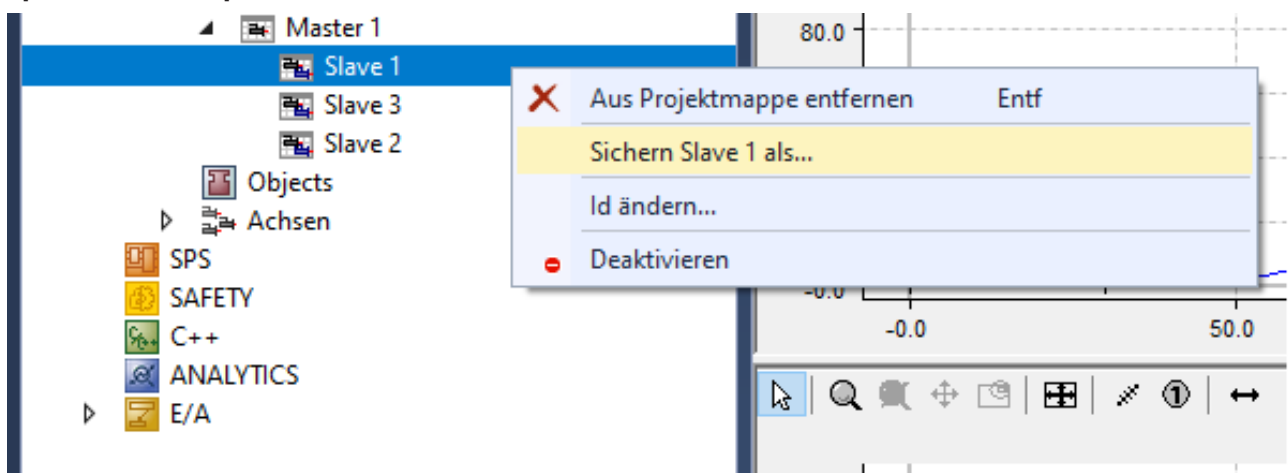 Master 1
80.0
Slave 1
Slave 3
Aus Projektmappe entfernen Entf
Slave 2
Sichern Slave 1 als...
Objects
Id ändern...
Achsen
SPS
Deaktivieren
SAFETY
-0.0
C++
-0.0 50.0
ANALYTICS
E/A